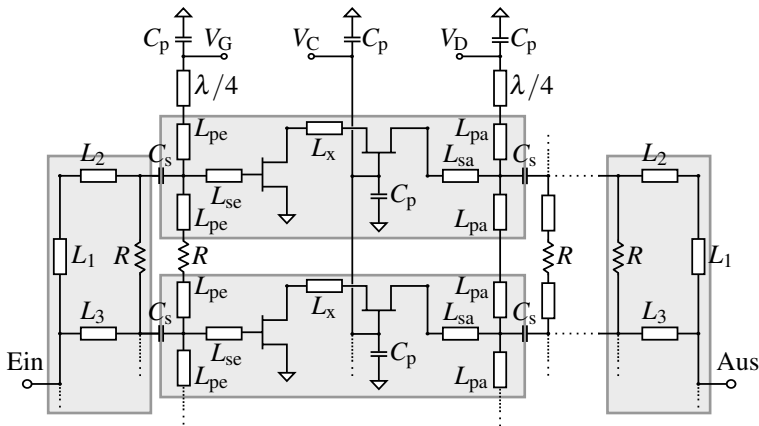 C_p V_G V_C C_p V_D C_p
λ/4 λ/4
L_pe L_x L_pa
L_2 C_s L_se L_sa C_s L_2
C_p
L_pe L_pa
L_1 R R R R L_1
L_pe L_x L_pa
L_3 C_s L_se L_sa C_s L_3
C_p
Ein L_pe L_pa Aus